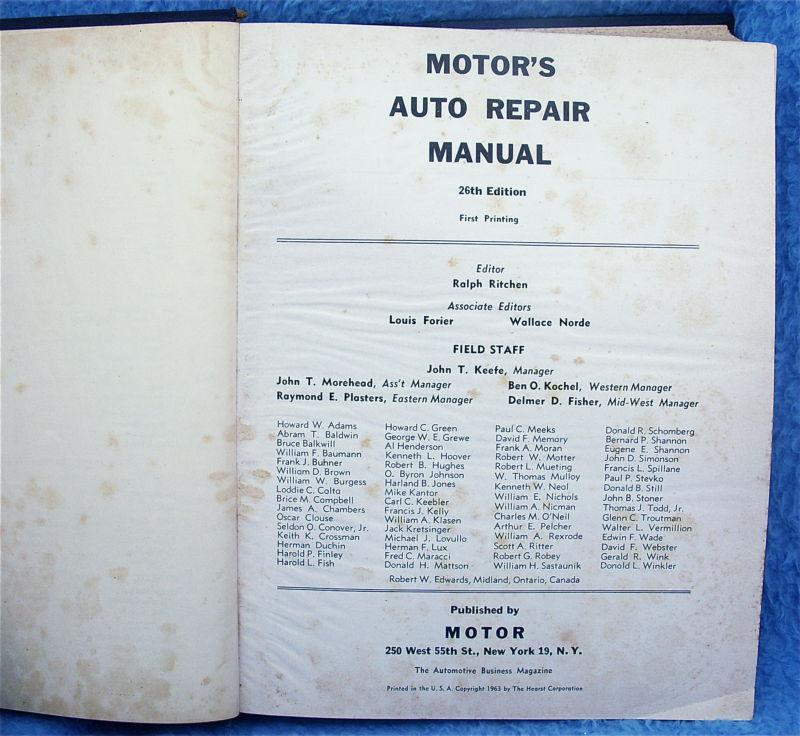 MOTOR'S
AUTO REPAIR
MANUAL
26th Edition
First Printing
Editor
Ralph Ritchen
Associate Editors
Louis Forier Wallace Norde
FIELD STAFF
John T. Keefe, Manager
John T. Morehead, Ass't Manager Ben O. Kochel, Western Manager
Raymond E. Plasters, Eastern Manager Delmer D. Fisher, Mid-West Manager
Howard W. Adams
Abram T. Baldwin
Bruce Balkwill
William F. Baumann
Frank J. Buhner
William D. Brown
William W. Burgess
Loddie C. Calta
Brice M. Campbell
James A. Chambers
Oscar Clouse
Seldon O. Conover, Jr.
Keith K. Crossman
Herman Duchin
Harold P. Finley
Harold L. Fish
Howard C. Green
George W. E. Grewe
Al Henderson
Kenneth L. Hoover
Robert B. Hughes
O. Byron Johnson
Harland B. Jones
Mike Kantor
Carl C. Keebler
Francis J. Kelly
William A. Klasen
Jack Kretsinger
Michael J. Lovullo
Herman F. Lux
Fred C. Maracci
Donald H. Mattson
Paul C. Meeks
David F. Memory
Frank A. Moran
Robert W. Motter
Robert L. Mueting
W. Thomas Mulloy
Kenneth W. Neal
William E. Nichols
William A. Nicman
Charles M. O'Neil
Arthur E. Pelcher
William A. Rexrode
Scott A. Ritter
Robert G. Robey
William H. Sastaunik
Donald R. Schomberg
Bernard P. Shannon
Eugene E. Shannon
John D. Simonson
Francis L. Spillane
Paul P. Stevko
Donald B. Still
John B. Stoner
Thomas J. Todd, Jr.
Glenn C. Troutman
Walter L. Vermillion
Edwin F. Wade
David F. Webster
Gerald R. Wink
Donald L. Winkler
Robert W. Edwards, Midland, Ontario, Canada
Published by
MOTOR
250 West 55th St., New York 19, N. Y.
The Automotive Business Magazine
Printed in the U. S. A. Copyright 1963 by The Hearst Corporation